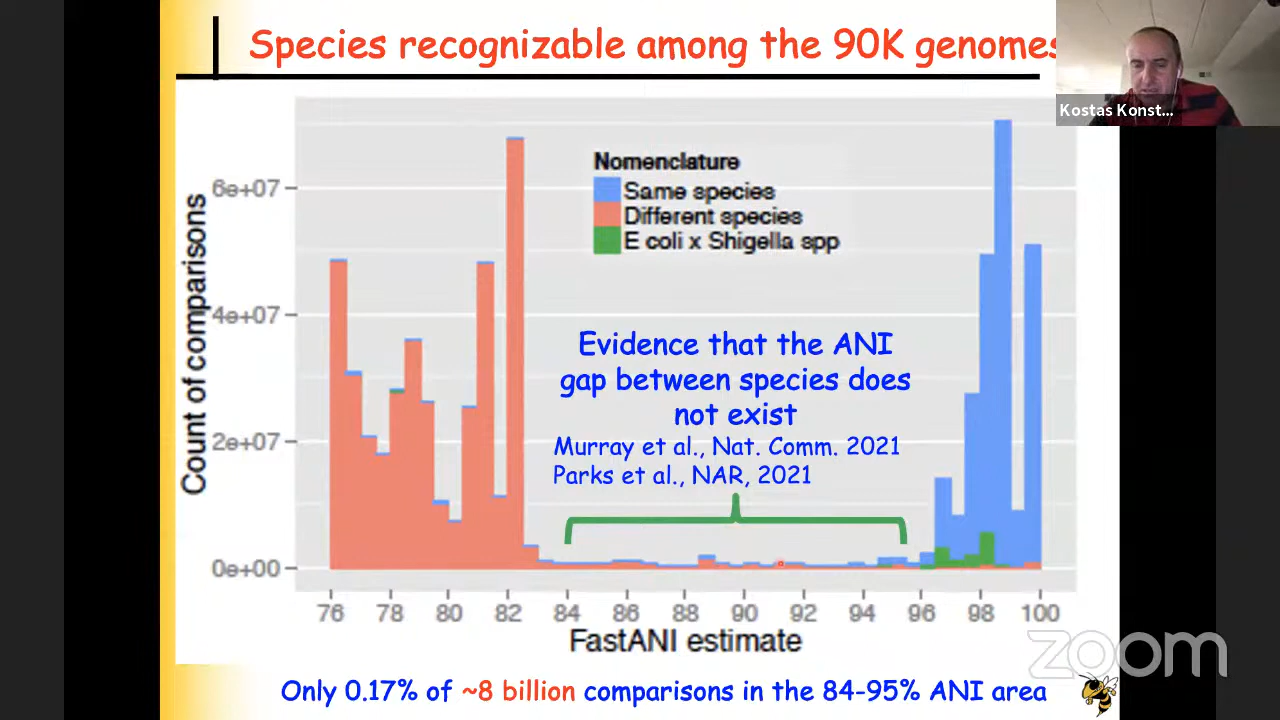 Species recognizable among the 90K genomes
Kostas Konst...
Nomenclature
Same species
Different species
E coli x Shigella spp
Count of comparisons
6e+07
4e+07
2e+07
0e+00
Evidence that the ANI
gap between species does
not exist
Murray et al., Nat. Comm. 2021
Parks et al., NAR, 2021
76 78 80 82 84 86 88 90 92 94 96 98 100
FastANI estimate
zoom
Only 0.17% of ~8 billion comparisons in the 84-95% ANI area